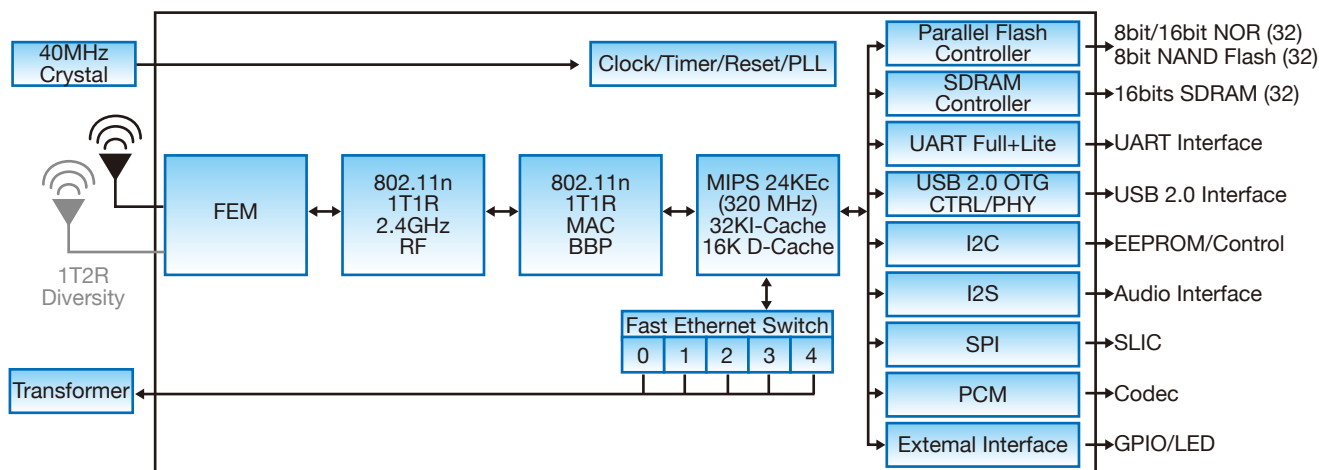 40MHz
Crystal
Clock/Timer/Reset/PLL
1T2R
Diversity
FEM
802.11n
1T1R
2.4GHz
RF
802.11n
1T1R
MAC
BBP
MIPS 24KEc
(320 MHz)
32KI-Cache
16K D-Cache
Fast Ethernet Switch
0 1 2 3 4
Transformer
Parallel Flash
Controller
8bit/16bit NOR (32)
8bit NAND Flash (32)
SDRAM
Controller
16bits SDRAM (32)
UART Full+Lite
UART Interface
USB 2.0 OTG
CTRL/PHY
USB 2.0 Interface
I2C
EEPROM/Control
I2S
Audio Interface
SPI
SLIC
PCM
Codec
External Interface
GPIO/LED